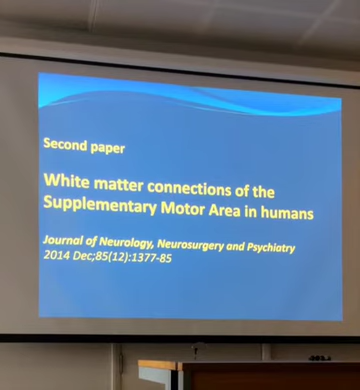 Second paper
White matter connections of the
Supplementary Motor Area in humans
Journal of Neurology, Neurosurgery and Psychiatry
2014 Dec;85(12):1377-85